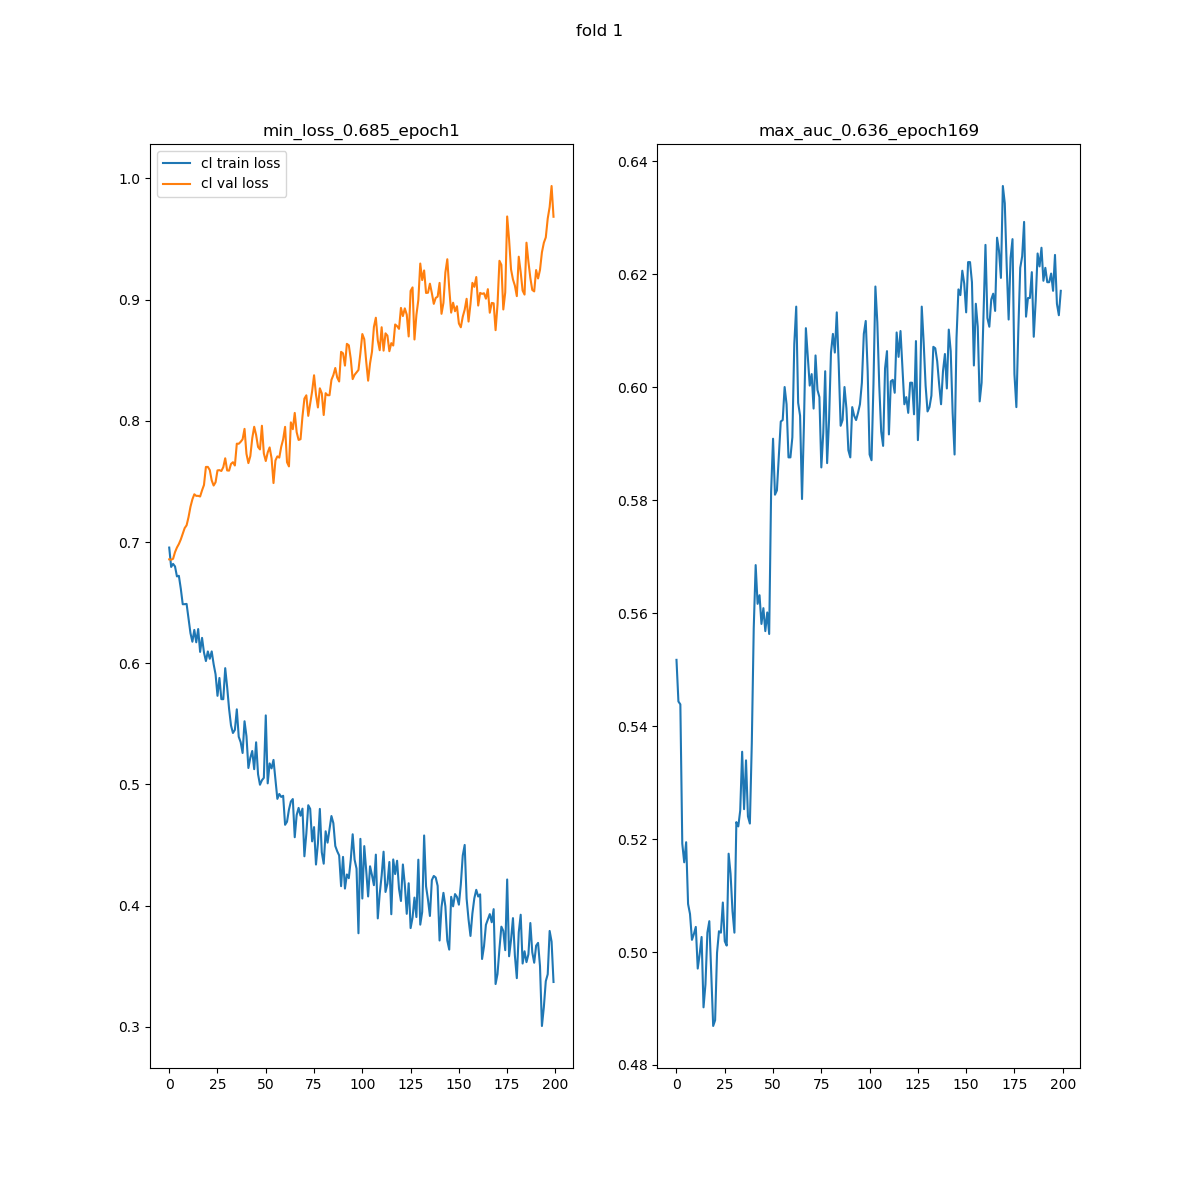 fold 1
min_loss_0.685_epoch1
cl train loss
cl val loss
1.0
0.9
0.8
0.7
0.6
0.5
0.4
0.3
0 25 50 75 100 125 150 175 200
max_auc_0.636_epoch169
0.64
0.62
0.60
0.58
0.56
0.54
0.52
0.50
0.48
0 25 50 75 100 125 150 175 200